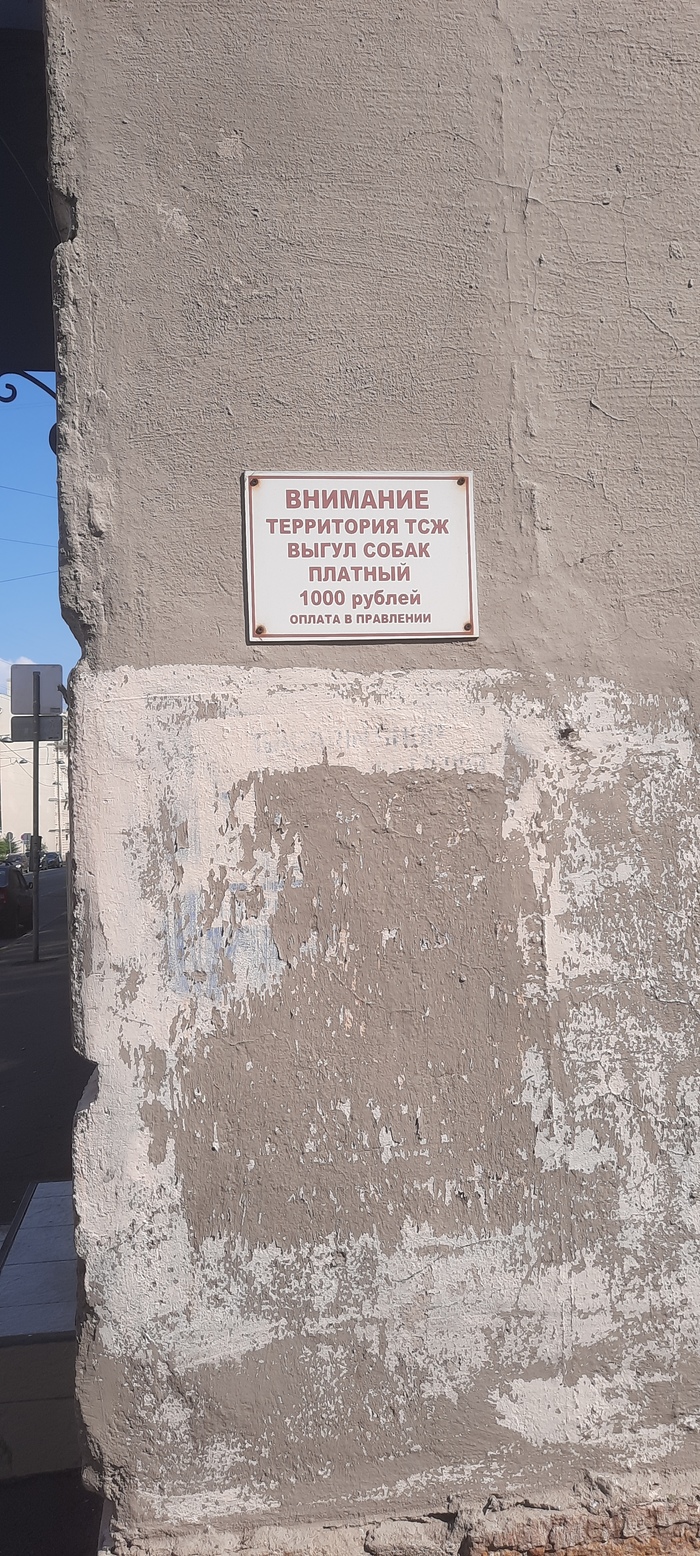 ВНИМАНИЕ
ТЕРРИТОРИЯ ТСЖ
ВЫГУЛ СОБАК
ПЛАТНЫЙ
1000 рублей
ОПЛАТА В ПРАВЛЕНИИ